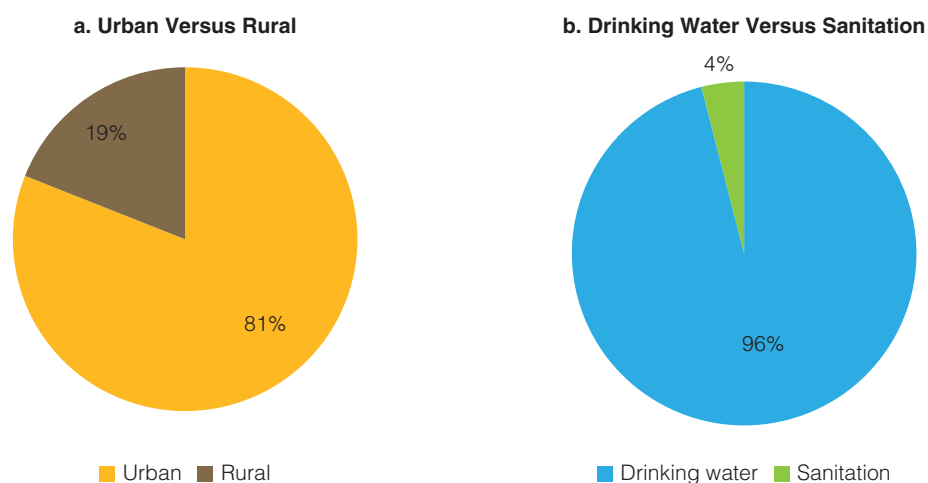 a. Urban Versus Rural
19%
81%
Urban Rural
b. Drinking Water Versus Sanitation
4%
96%
Drinking water Sanitation